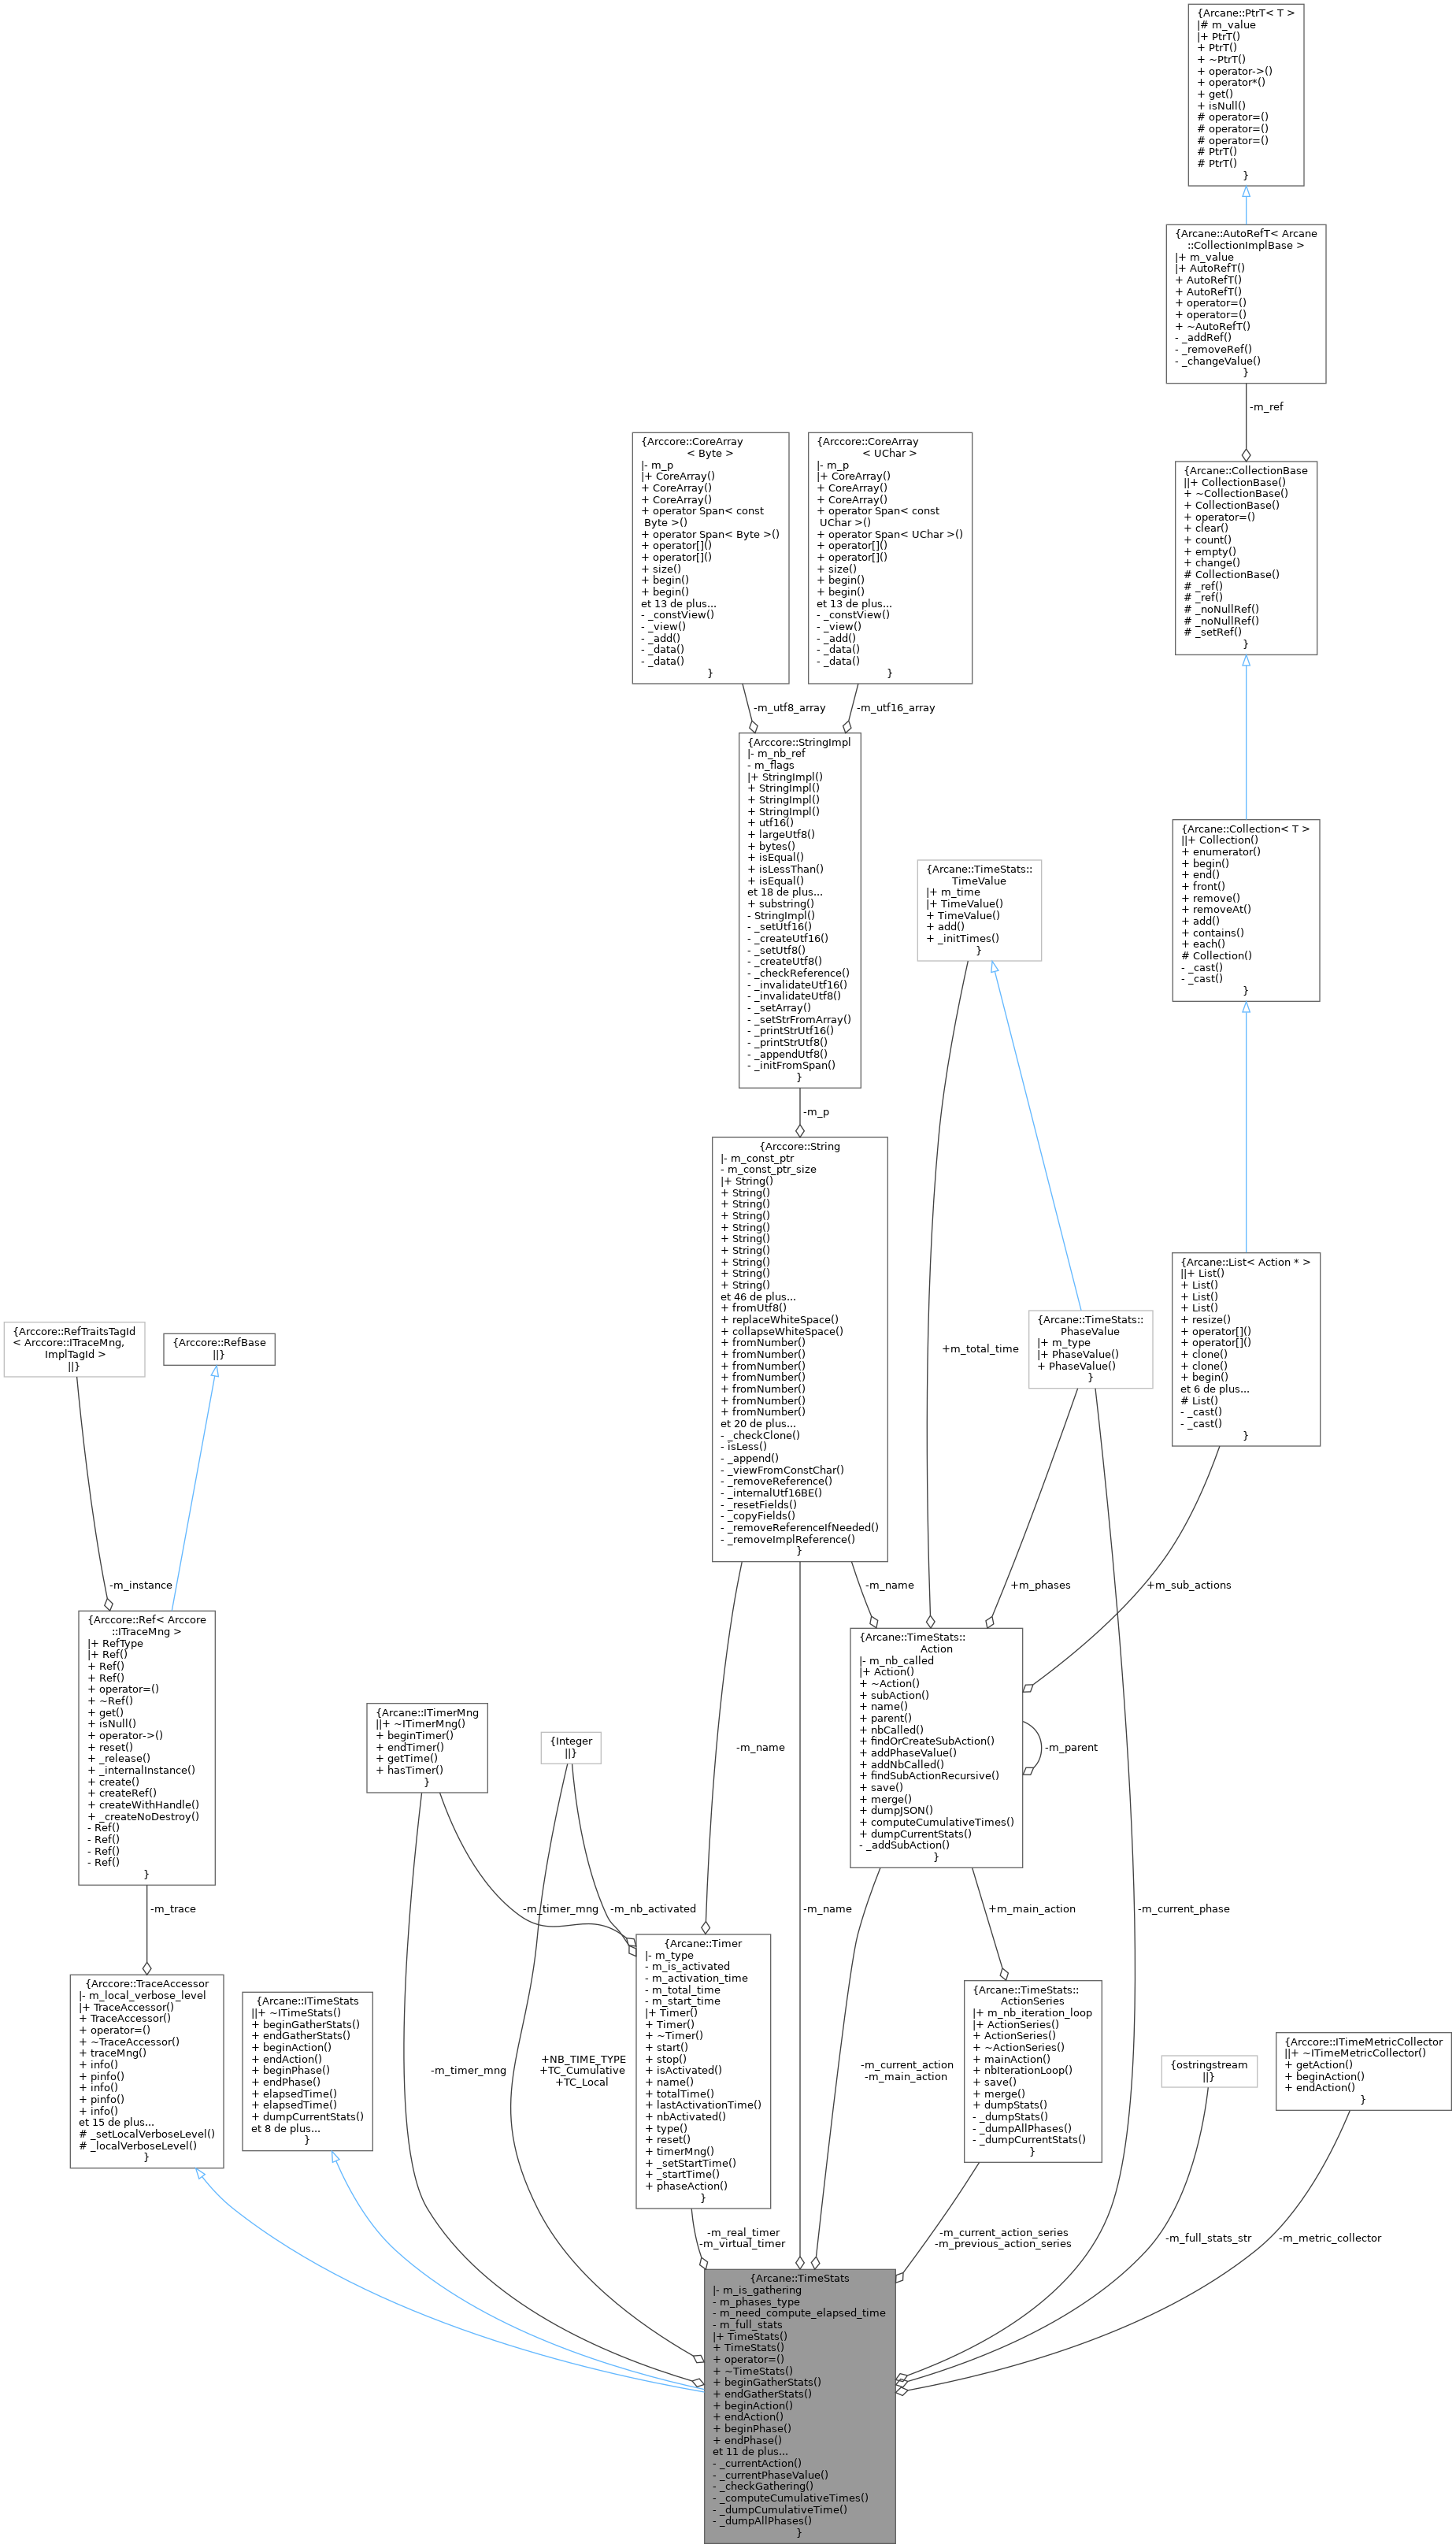 {Arcane::PtrT< T >
|# m_value
|+ PtrT()
+ PtrT()
+ ~PtrT()
+ operator->()
+ operator*()
+ get()
+ isNull()
# operator=()
# operator=()
# operator=()
# PtrT()
# PtrT()
}
{Arcane::AutoRefT< Arcane
::CollectionImplBase >
|+ m_value
|+ AutoRefT()
+ AutoRefT()
+ AutoRefT()
+ operator=()
+ operator=()
+ ~AutoRefT()
- _addRef()
- _removeRef()
- _changeValue()
}
-m_ref
{Arccore::CoreArray
< Byte >
|- m_p
|+ CoreArray()
+ CoreArray()
+ CoreArray()
+ operator Span< const
Byte >()
+ operator Span< Byte >()
+ operator[]()
+ operator[]()
+ size()
+ begin()
+ begin()
et 13 de plus...
- _constView()
- _view()
- _add()
- _data()
- _data()
}
{Arccore::CoreArray
< UChar >
|- m_p
|+ CoreArray()
+ CoreArray()
+ CoreArray()
+ operator Span< const
UChar >()
+ operator Span< UChar >()
+ operator[]()
+ operator[]()
+ size()
+ begin()
+ begin()
et 13 de plus...
- _constView()
- _view()
- _add()
- _data()
- _data()
}
{Arcane::CollectionBase
||+ CollectionBase()
+ ~CollectionBase()
+ CollectionBase()
+ operator=()
+ clear()
+ count()
+ empty()
+ change()
# CollectionBase()
# _ref()
# _ref()
# _noNullRef()
# _noNullRef()
# _setRef()
}
-m_utf8_array
-m_utf16_array
{Arccore::StringImpl
|- m_nb_ref
- m_flags
|+ StringImpl()
+ StringImpl()
+ StringImpl()
+ StringImpl()
+ utf16()
+ largeUtf8()
+ bytes()
+ isEqual()
+ isLessThan()
+ isEqual()
et 18 de plus...
+ substring()
- StringImpl()
- _setUtf16()
- _createUtf16()
- _setUtf8()
- _createUtf8()
- _checkReference()
- _invalidateUtf16()
- _invalidateUtf8()
- _setArray()
- _setStrFromArray()
- _printStrUtf16()
- _printStrUtf8()
- _appendUtf8()
- _initFromSpan()
}
{Arcane::TimeStats::
TimeValue
|+ m_time
|+ TimeValue()
+ TimeValue()
+ add()
+ _initTimes()
}
{Arcane::Collection< T >
||+ Collection()
+ enumerator()
+ begin()
+ end()
+ front()
+ remove()
+ removeAt()
+ add()
+ contains()
+ each()
# Collection()
- _cast()
- _cast()
}
-m_p
{Arccore::String
|- m_const_ptr
- m_const_ptr_size
|+ String()
+ String()
+ String()
+ String()
+ String()
+ String()
+ String()
+ String()
+ String()
+ String()
et 46 de plus...
+ fromUtf8()
+ replaceWhiteSpace()
+ collapseWhiteSpace()
+ fromNumber()
+ fromNumber()
+ fromNumber()
+ fromNumber()
+ fromNumber()
+ fromNumber()
+ fromNumber()
et 20 de plus...
- _checkClone()
- isLess()
- _append()
- _viewFromConstChar()
- _removeReference()
- _internalUtf16BE()
- _resetFields()
- _copyFields()
- _removeReferenceIfNeeded()
- _removeImplReference()
}
+m_total_time
{Arcane::TimeStats::
PhaseValue
|+ m_type
|+ PhaseValue()
+ PhaseValue()
}
{Arcane::List< Action * >
||+ List()
+ List()
+ List()
+ List()
+ resize()
+ operator[]()
+ operator[]()
+ clone()
+ clone()
+ begin()
et 6 de plus...
# List()
- _cast()
- _cast()
}
{Arccore::RefTraitsTagId
< Arccore::ITraceMng,
ImplTagId >
||}
{Arccore::RefBase
||}
-m_instance
-m_name
+m_phases
+m_sub_actions
{Arccore::Ref< Arccore
::ITraceMng >
|+ RefType
|+ Ref()
+ Ref()
+ Ref()
+ operator=()
+ ~Ref()
+ get()
+ isNull()
+ operator->()
+ reset()
+ _release()
+ _internalInstance()
+ create()
+ createRef()
+ createWithHandle()
+ _createNoDestroy()
- Ref()
- Ref()
- Ref()
- Ref()
}
{Arcane::ITimerMng
||+ ~ITimerMng()
+ beginTimer()
+ endTimer()
+ getTime()
+ hasTimer()
}
{Integer
||}
-m_name
{Arcane::TimeStats::
Action
|- m_nb_called
|+ Action()
+ ~Action()
+ subAction()
+ name()
+ parent()
+ nbCalled()
+ findOrCreateSubAction()
+ addPhaseValue()
+ addNbCalled()
+ findSubActionRecursive()
+ save()
+ merge()
+ dumpJSON()
+ computeCumulativeTimes()
+ dumpCurrentStats()
- _addSubAction()
}
-m_parent
-m_trace
-m_timer_mng
-m_nb_activated
-m_name
+m_main_action
-m_current_phase
{Arccore::TraceAccessor
|- m_local_verbose_level
|+ TraceAccessor()
+ TraceAccessor()
+ operator=()
+ ~TraceAccessor()
+ traceMng()
+ info()
+ pinfo()
+ info()
+ pinfo()
+ info()
et 15 de plus...
# _setLocalVerboseLevel()
# _localVerboseLevel()
}
{Arcane::ITimeStats
||+ ~ITimeStats()
+ beginGatherStats()
+ endGatherStats()
+ beginAction()
+ endAction()
+ beginPhase()
+ endPhase()
+ elapsedTime()
+ elapsedTime()
+ dumpCurrentStats()
et 8 de plus...
}
-m_timer_mng
+NB_TIME_TYPE
+TC_Cumulative
+TC_Local
{Arcane::Timer
|- m_type
- m_is_activated
- m_activation_time
- m_total_time
- m_start_time
|+ Timer()
+ Timer()
+ ~Timer()
+ start()
+ stop()
+ isActivated()
+ name()
+ totalTime()
+ lastActivationTime()
+ nbActivated()
+ type()
+ reset()
+ timerMng()
+ _setStartTime()
+ _startTime()
+ phaseAction()
}
-m_current_action
-m_main_action
{Arcane::TimeStats::
ActionSeries
|+ m_nb_iteration_loop
|+ ActionSeries()
+ ActionSeries()
+ ~ActionSeries()
+ mainAction()
+ nbIterationLoop()
+ save()
+ merge()
+ dumpStats()
- _dumpStats()
- _dumpAllPhases()
- _dumpCurrentStats()
}
{ostringstream
||}
{Arccore::ITimeMetricCollector
||+ ~ITimeMetricCollector()
+ getAction()
+ beginAction()
+ endAction()
}
-m_real_timer
-m_virtual_timer
-m_current_action_series
-m_previous_action_series
-m_full_stats_str
-m_metric_collector
{Arcane::TimeStats
|- m_is_gathering
- m_phases_type
- m_need_compute_elapsed_time
- m_full_stats
|+ TimeStats()
+ TimeStats()
+ operator=()
+ ~TimeStats()
+ beginGatherStats()
+ endGatherStats()
+ beginAction()
+ endAction()
+ beginPhase()
+ endPhase()
et 11 de plus...
- _currentAction()
- _currentPhaseValue()
- _checkGathering()
- _computeCumulativeTimes()
- _dumpCumulativeTime()
- _dumpAllPhases()
}